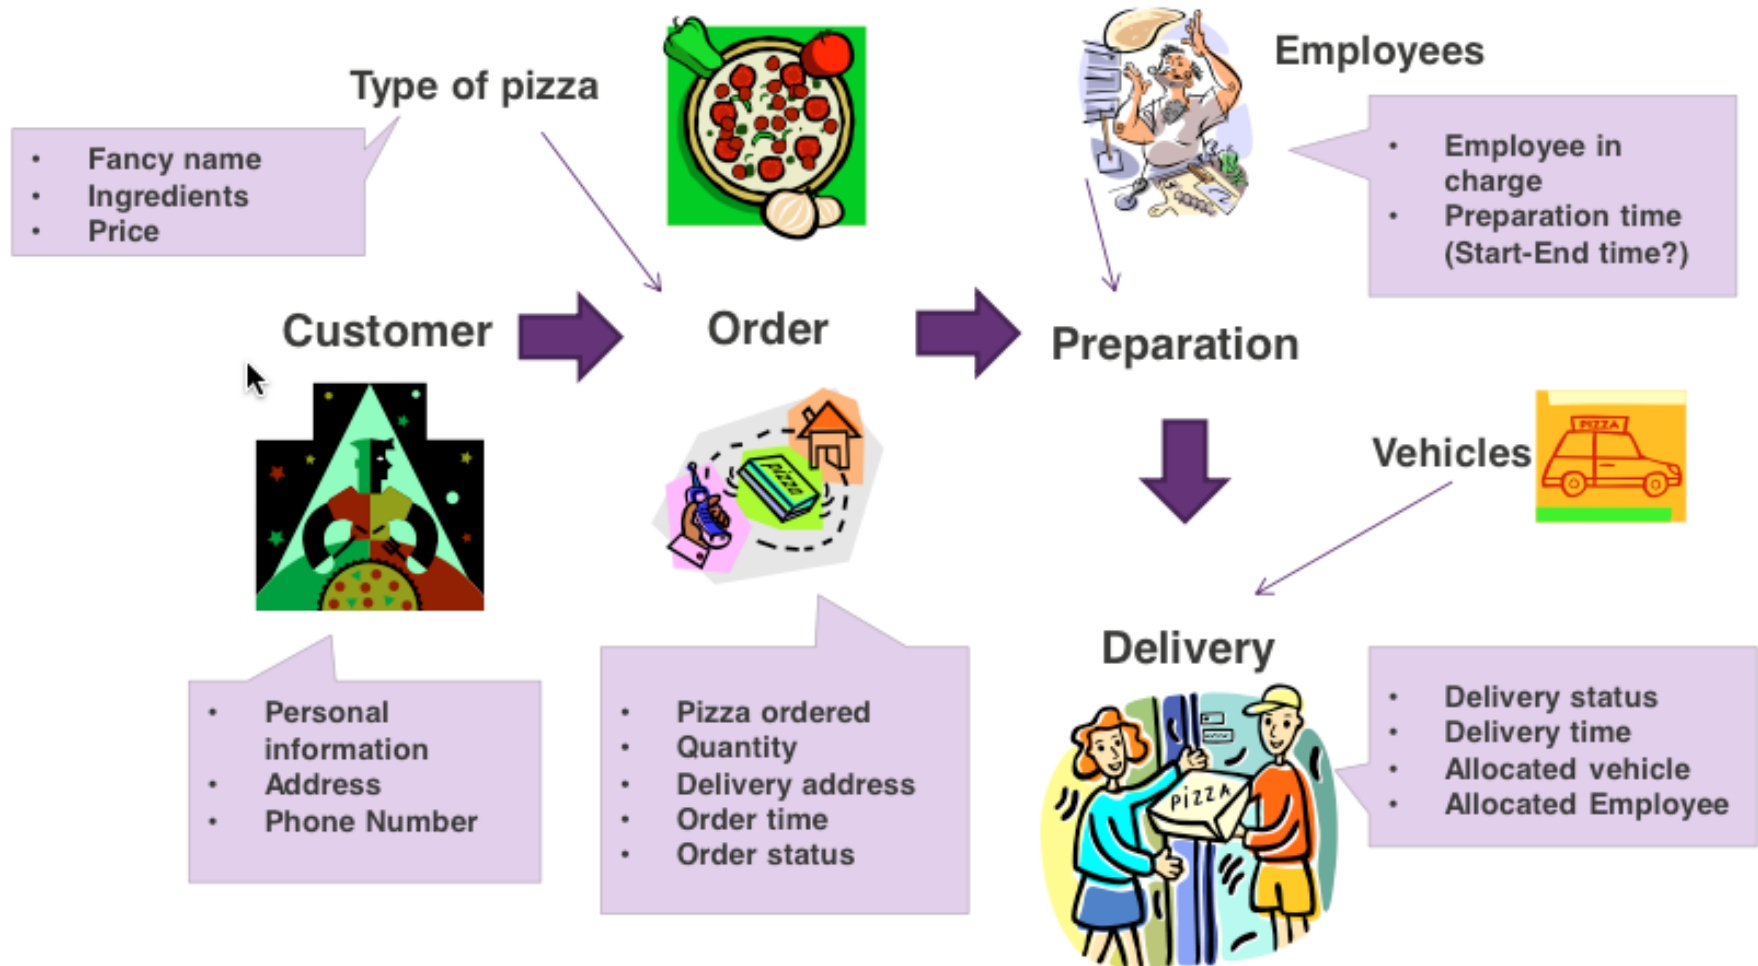 Type of pizza
• Fancy name
• Ingredients
• Price
Employees
• Employee in
charge
• Preparation time
(Start-End time?)
Customer
Order
Preparation
pizza
Vehicles
PIZZA
• Personal
information
• Address
• Phone Number
• Pizza ordered
• Quantity
• Delivery address
• Order time
• Order status
Delivery
PIZZA
• Delivery status
• Delivery time
• Allocated vehicle
• Allocated Employee